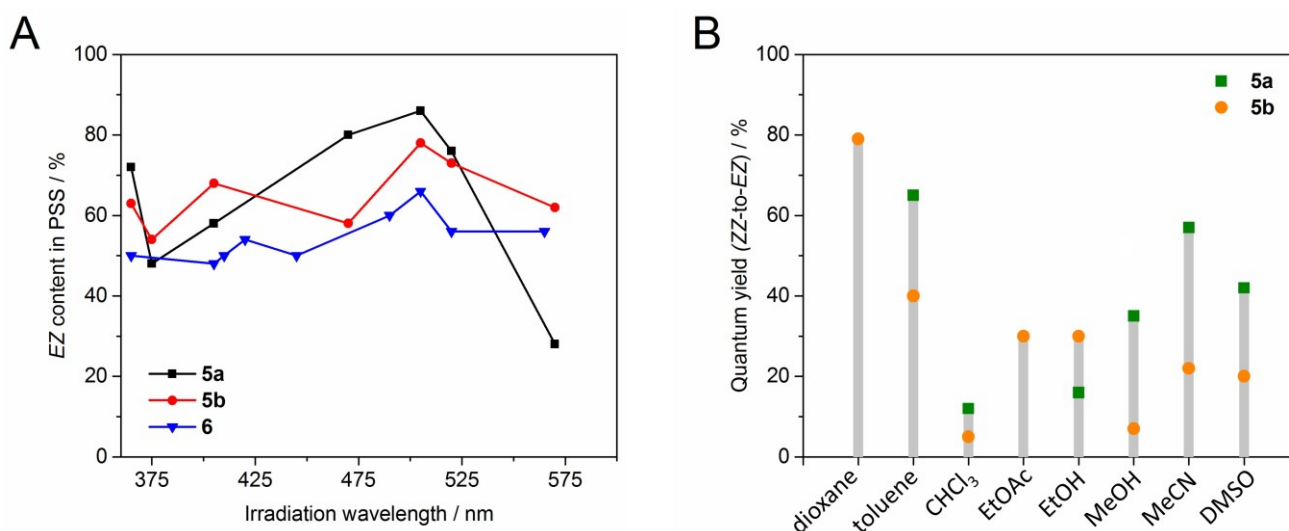 A
EZ content in PSS / %
100
80
60
40
20
0
5a
5b
6
375
425
475
525
575
Irradiation wavelength / nm
B
Quantum yield (ZZ-to-EZ) / %
100
80
60
40
20
0
5a
5b
dioxane
toluene
CHCl₃
EtOAc
EtOH
MeOH
MeCN
DMSO